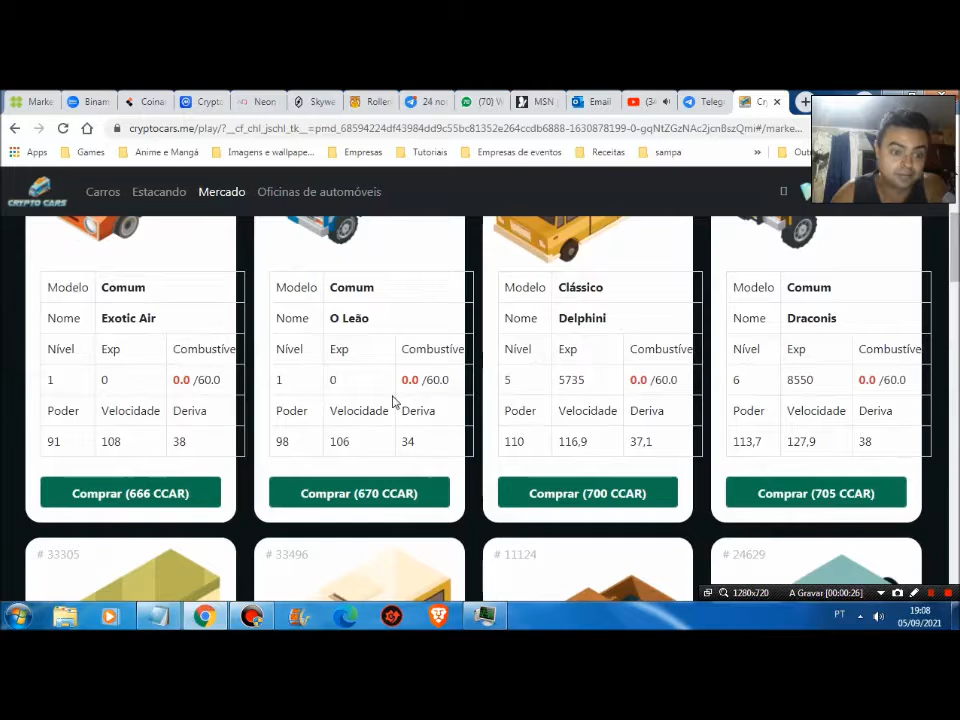 Marke
Binam
Coina
Crypto
Neon
Skywe
Roller
24 no
(70) W
MSN
Email
(34
Teleg
Cr
cryptocars.me/play/?__cf_chl_jschl_tk__=pmd_68594224df43984dd9c55bc81352e264ccdb6888-1630878199-0-gqNtZGzNAc2jcnBszQmi#/marke...
Apps
Games
Anime e Mangá
Imagens e wallpape...
Empresas
Tutoriais
Empresas de eventos
Receitas
sampa
»
Out
CRYPTO CARS
Carros
Estacando
Mercado
Oficinas de automóveis
Modelo Comum
Nome Exotic Air
Nível Exp Combustíve
1 0 0.0 /60.0
Poder Velocidade Deriva
91 108 38
Comprar (666 CCAR)
Modelo Comum
Nome O Leão
Nível Exp Combustíve
1 0 0.0 /60.0
Poder Velocidade Deriva
98 106 34
Comprar (670 CCAR)
Modelo Clássico
Nome Delphini
Nível Exp Combustíve
5 5735 0.0 /60.0
Poder Velocidade Deriva
110 116,9 37,1
Comprar (700 CCAR)
Modelo Comum
Nome Draconis
Nível Exp Combustíve
6 8550 0.0 /60.0
Poder Velocidade Deriva
113,7 127,9 38
Comprar (705 CCAR)
# 33305
# 33496
# 11124
# 24629
1280x720
A Gravar [00:00:26]
PT
19:08
05/09/2021